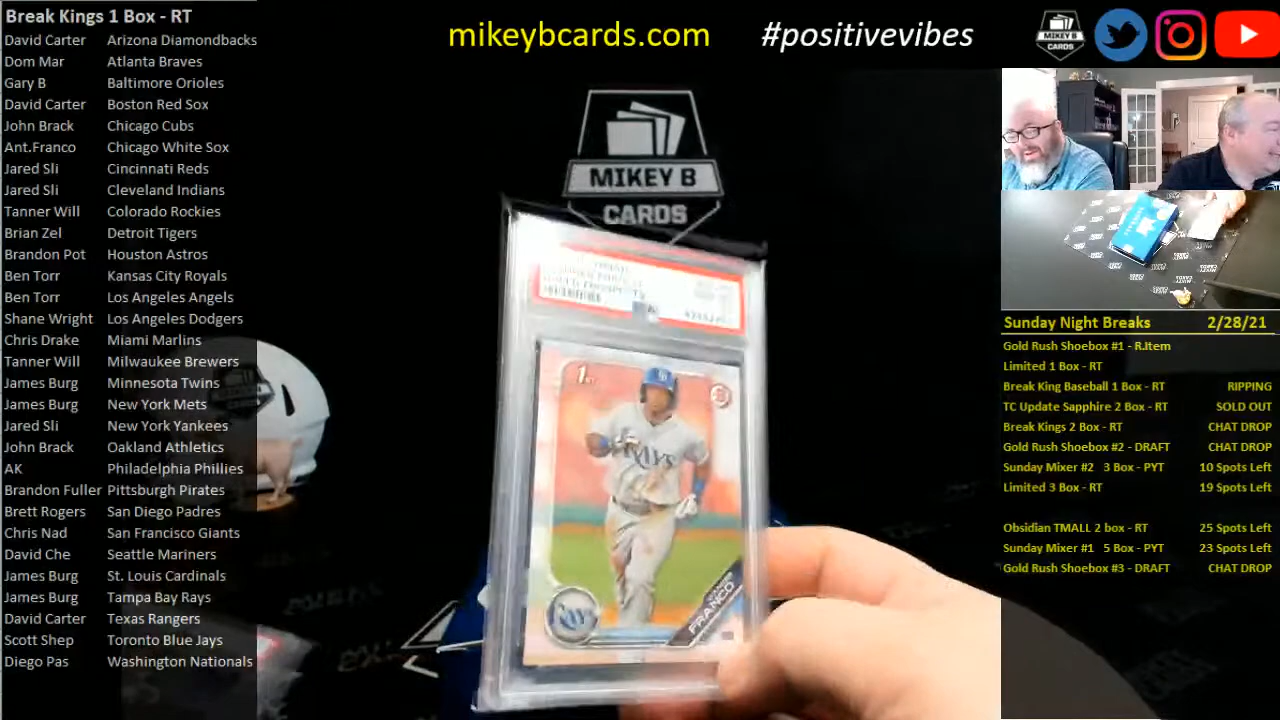 Break Kings 1 Box - RT
David Carter Arizona Diamondbacks
Dom Mar Atlanta Braves
Gary B Baltimore Orioles
David Carter Boston Red Sox
John Brack Chicago Cubs
Ant.Franco Chicago White Sox
Jared Sli Cincinnati Reds
Jared Sli Cleveland Indians
Tanner Will Colorado Rockies
Brian Zel Detroit Tigers
Brandon Pot Houston Astros
Ben Torr Kansas City Royals
Ben Torr Los Angeles Angels
Shane Wright Los Angeles Dodgers
Chris Drake Miami Marlins
Tanner Will Milwaukee Brewers
James Burg Minnesota Twins
James Burg New York Mets
Jared Sli New York Yankees
John Brack Oakland Athletics
AK Philadelphia Phillies
Brandon Fuller Pittsburgh Pirates
Brett Rogers San Diego Padres
Chris Nad San Francisco Giants
David Che Seattle Mariners
James Burg St. Louis Cardinals
James Burg Tampa Bay Rays
David Carter Texas Rangers
Scott Shep Toronto Blue Jays
Diego Pas Washington Nationals
mikeybcards.com #positivevibes
MIKEY B
CARDS
MIKEY B
CARDS
1st
RAYS
Rays
FRANCO
Sunday Night Breaks 2/28/21
Gold Rush Shoebox #1 - R.Item
Limited 1 Box - RT
Break King Baseball 1 Box - RT RIPPING
TC Update Sapphire 2 Box - RT SOLD OUT
Break Kings 2 Box - RT CHAT DROP
Gold Rush Shoebox #2 - DRAFT CHAT DROP
Sunday Mixer #2 3 Box - PYT 10 Spots Left
Limited 3 Box - RT 19 Spots Left
Obsidian TMALL 2 box - RT 25 Spots Left
Sunday Mixer #1 5 Box - PYT 23 Spots Left
Gold Rush Shoebox #3 - DRAFT CHAT DROP